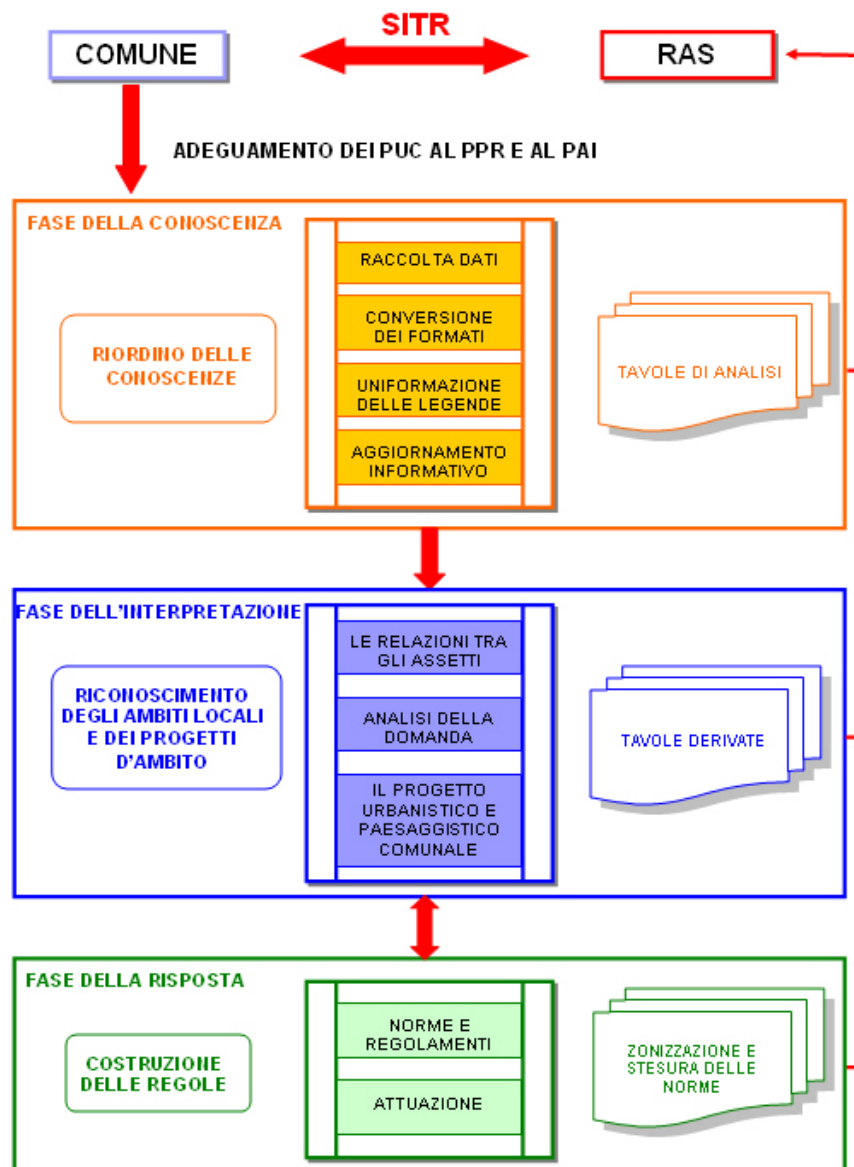 SITR
COMUNE
RAS
ADEGUAMENTO DEI PUC AL PPR E AL PAI
FASE DELLA CONOSCENZA
RIORDINO DELLE
CONOSCENZE
RACCOLTA DATI
CONVERSIONE
DEI FORMATI
UNIFORMAZIONE
DELLE LEGENDE
AGGIORNAMENTO
INFORMATIVO
TAVOLE DI ANALISI
FASE DELL'INTERPRETAZIONE
RICONOSCIMENTO
DEGLI AMBITI LOCALI
E DEI PROGETTI
D'AMBITO
LE RELAZIONI TRA
GLI ASSETTI
ANALISI DELLA
DOMANDA
IL PROGETTO
URBANISTICO E
PAESAGGISTICO
COMUNALE
TAVOLE DERIVATE
FASE DELLA RISPOSTA
COSTRUZIONE
DELLE REGOLE
NORME E
REGOLAMENTI
ATTUAZIONE
ZONIZZAZIONE E
STESURA DELLE
NORME